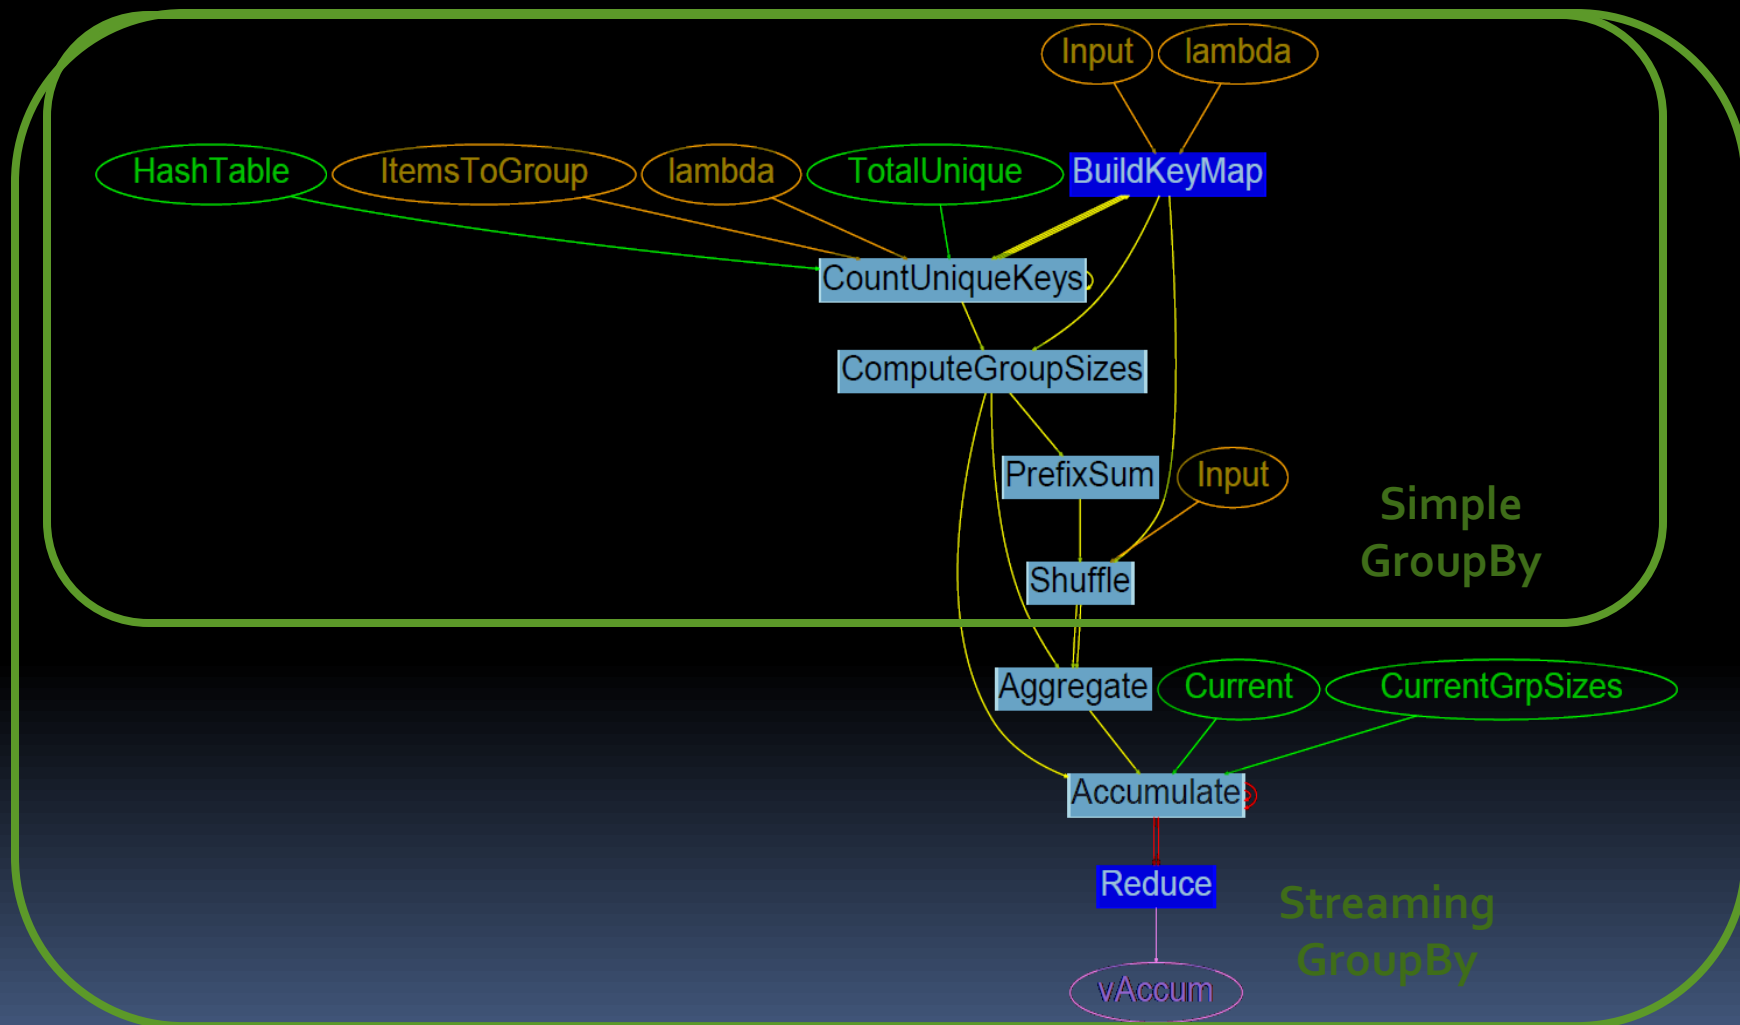 Input
lambda
HashTable
ItemsToGroup
lambda
TotalUnique
BuildKeyMap
CountUniqueKeys
ComputeGroupSizes
PrefixSum
Input
Simple
GroupBy
Shuffle
Aggregate
Current
CurrentGrpSizes
Accumulate
Reduce
Streaming
GroupBy
vAccum